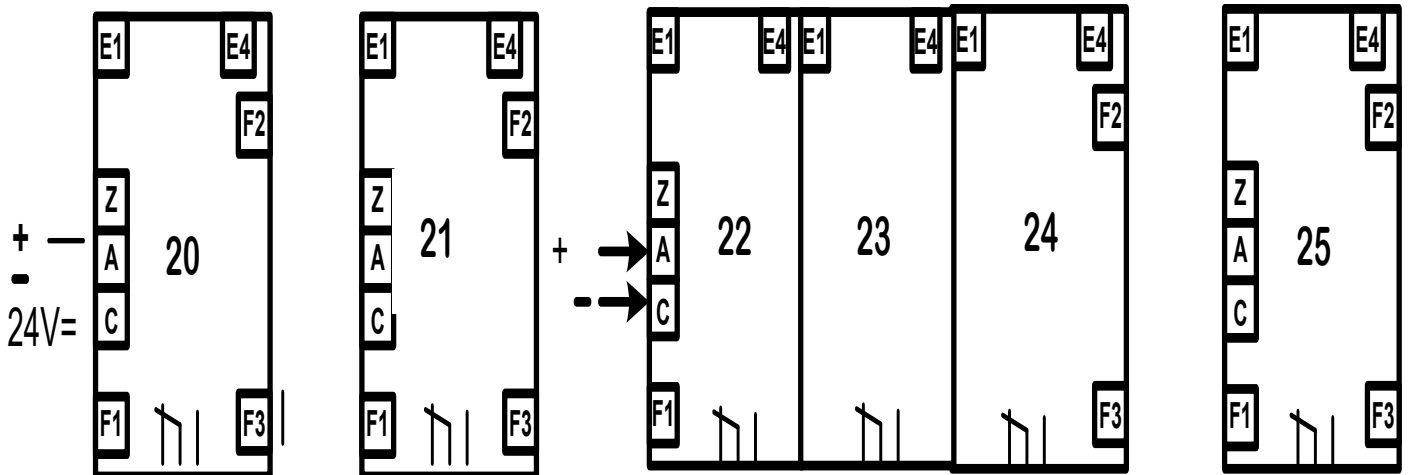 E1 E4 E1 E4 E1 E4 E1 E4 E1 E4 E1 E4
F2 F2 F2 F2
Z Z Z Z
+ A 20 A 21 + A 22 23 24 A 25
-
24V= C C - C C
F1 F3 F1 F3 F1 F3 F1 F3